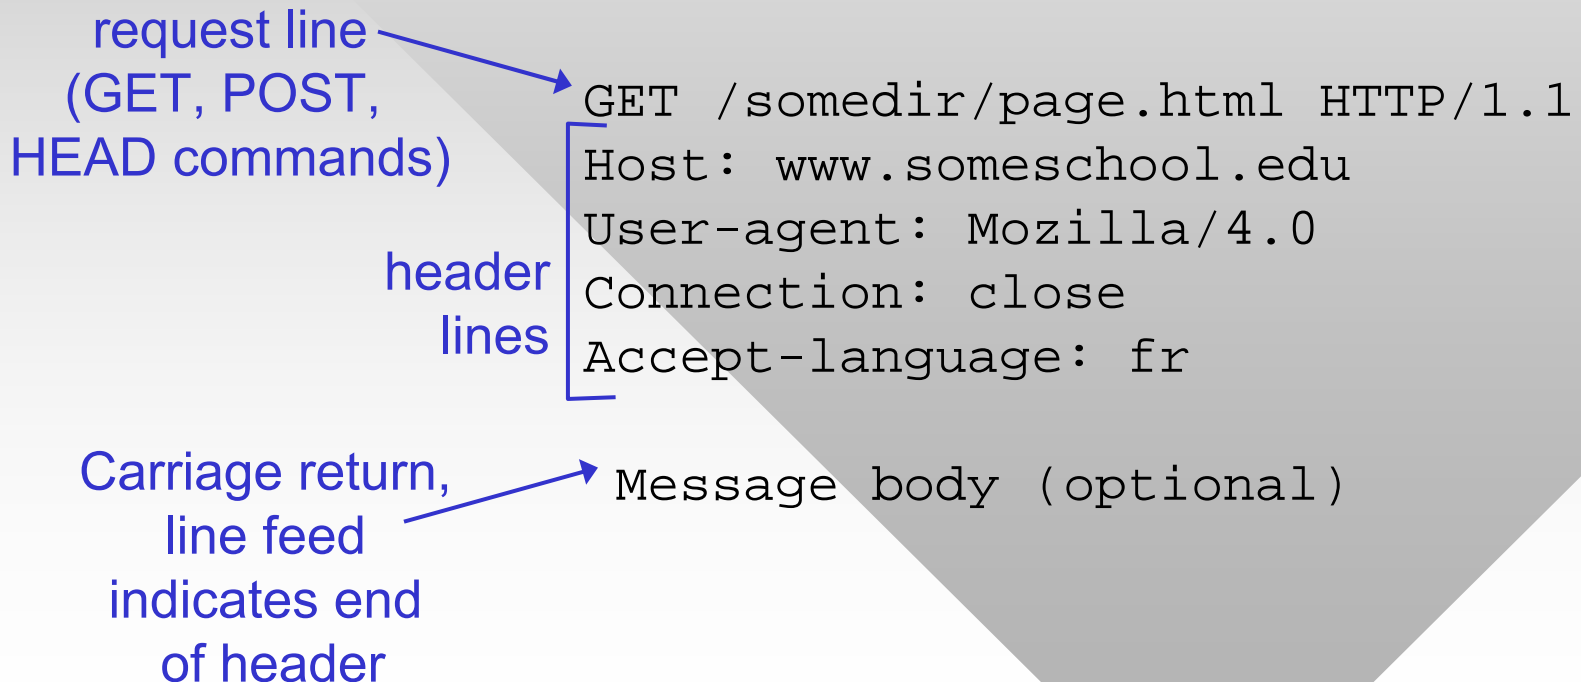 request line
(GET, POST,
HEAD commands)
GET /somedir/page.html HTTP/1.1
Host: www.someschool.edu
User-agent: Mozilla/4.0
Connection: close
Accept-language: fr
header
lines
Carriage return,
line feed
indicates end
of header
Message body (optional)